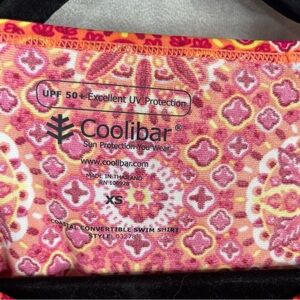 UPF 50+ Excellent UV Protection
Coolibar®
Sun Protection You Wear®
www.coolibar.com
MADE IN THAILAND
XS
COASTAL CONVERTIBLE SWIM SHIRT